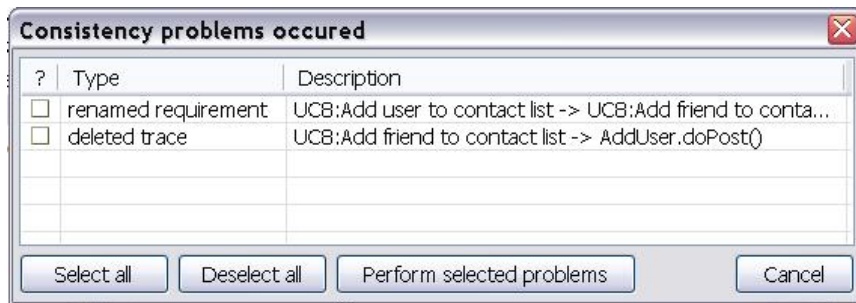 Consistency problems occured
? Type Description
renamed requirement UC8:Add user to contact list -> UC8:Add friend to conta...
deleted trace UC8:Add friend to contact list -> AddUser.doPost()
Select all Deselect all Perform selected problems Cancel